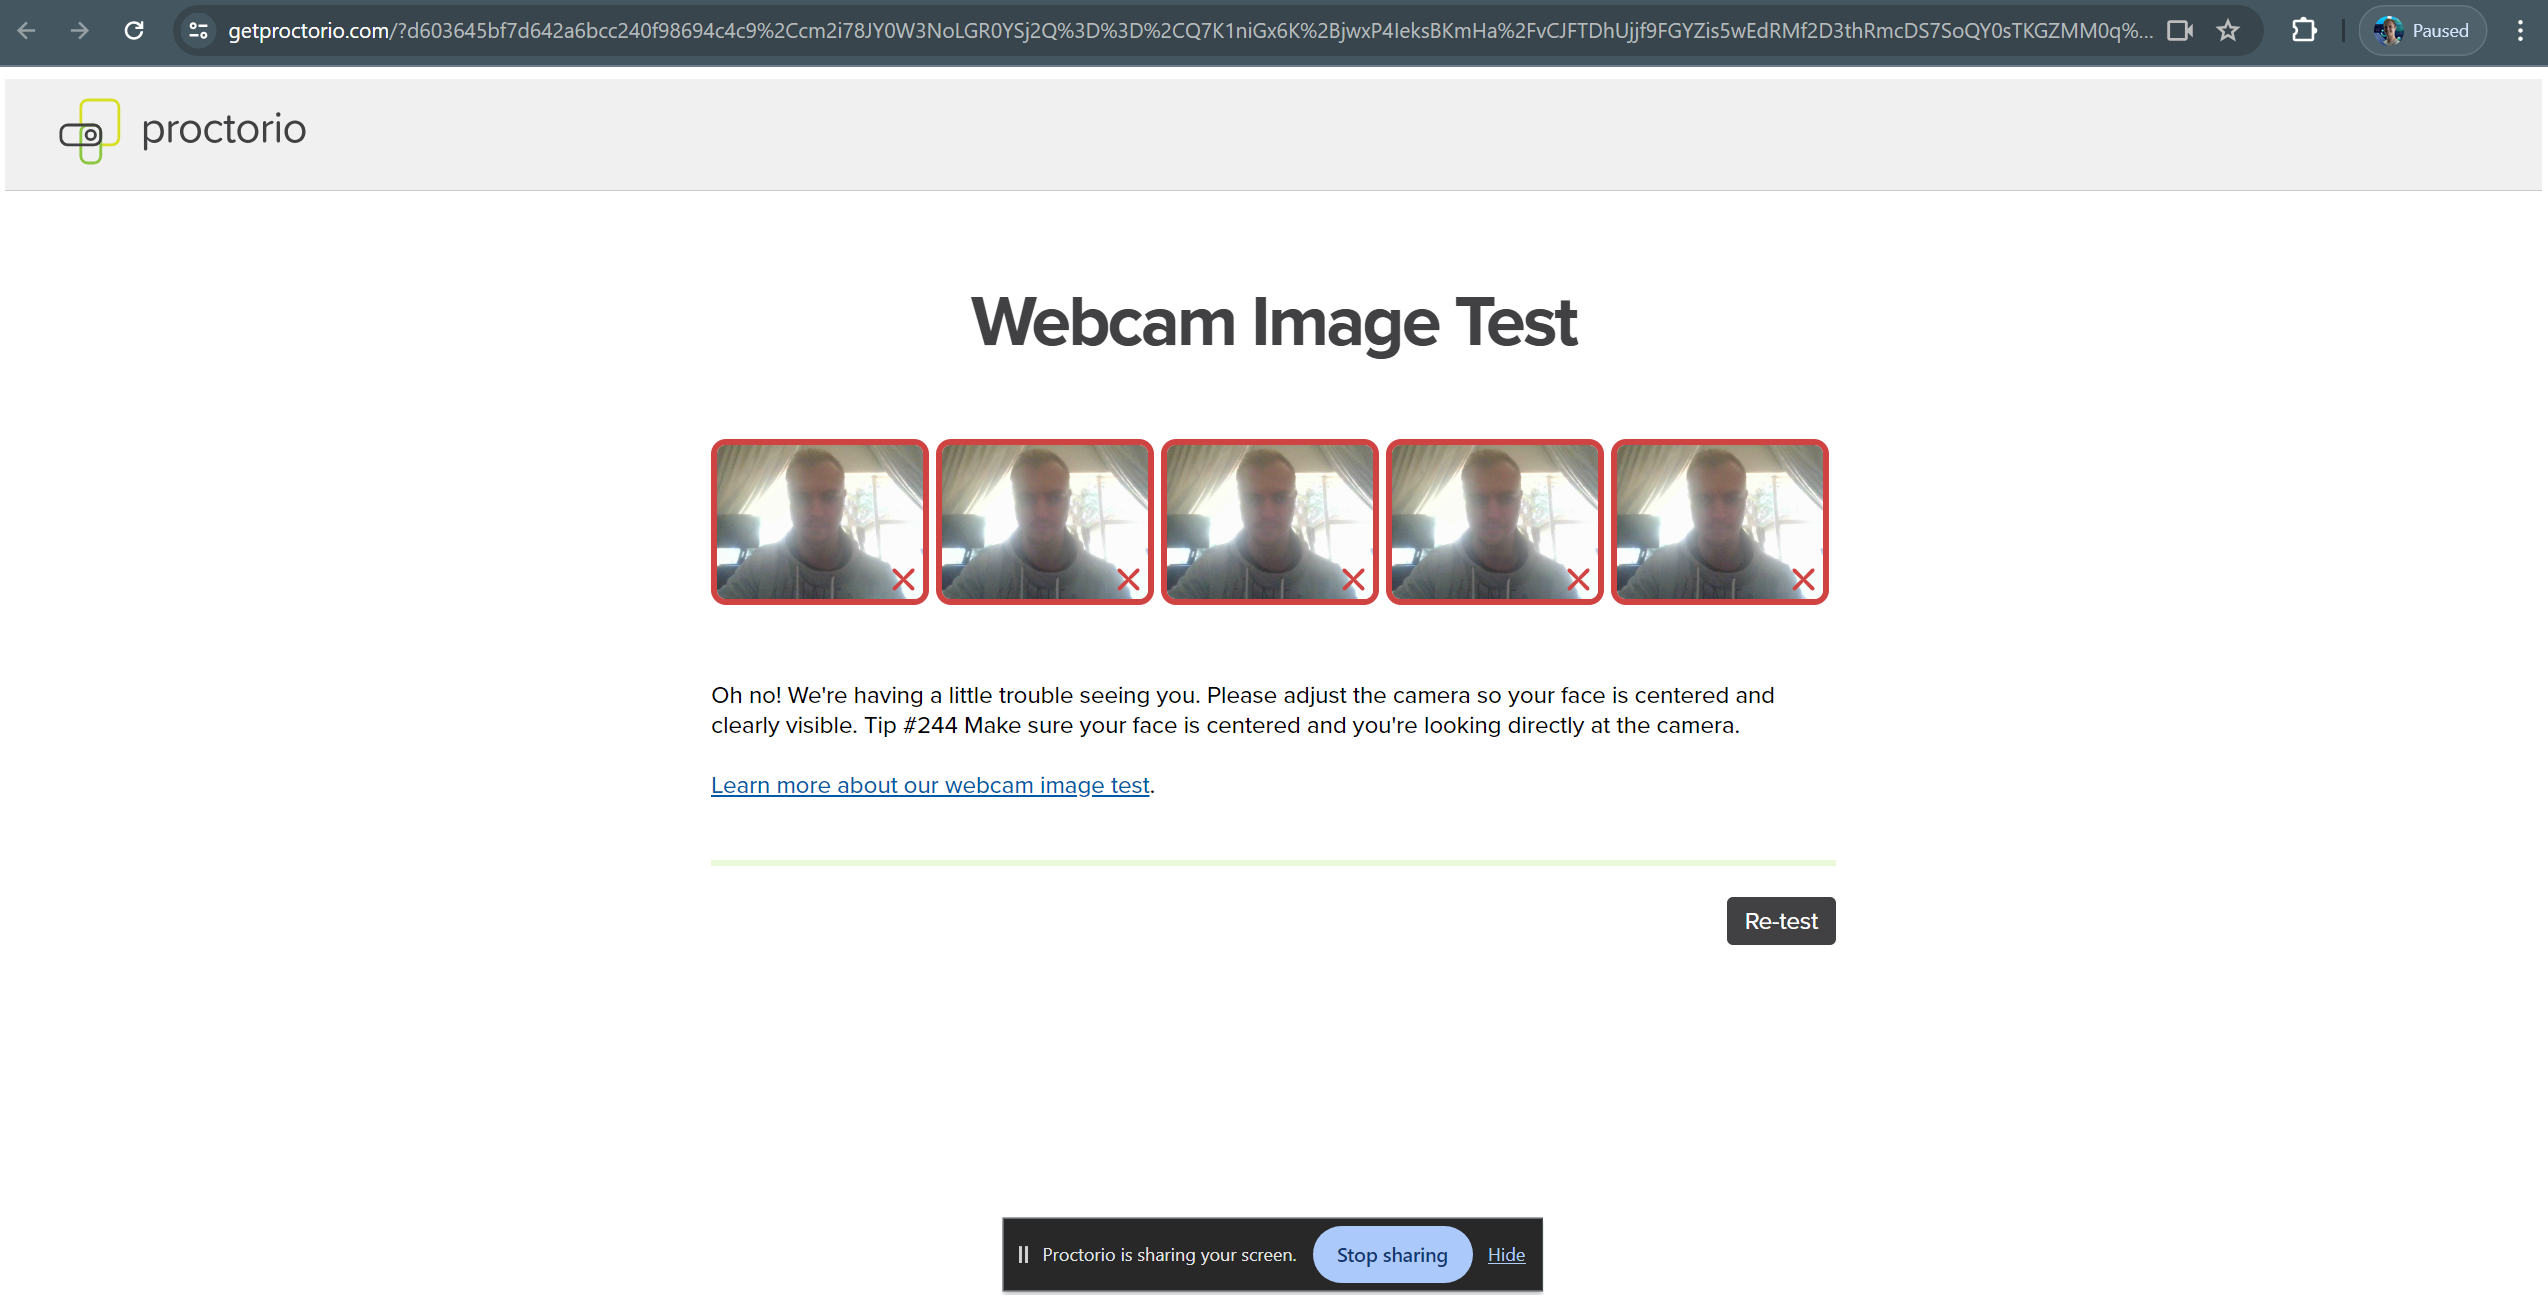 getproctorio.com/?d603645bf7d642a6bcc240f98694c4c9%2Ccm2i78JY0W3NoLGR0YSj2Q%3D%3D%2CQ7K1niGx6K%2BjwxP4IeksBKmHa%2FvCJFTDhUjjf9FGYZis5wEdRMf2D3thRmcDS7SoQY0sTKGZMM0q%...
Paused
proctorio
Webcam Image Test
Oh no! We're having a little trouble seeing you. Please adjust the camera so your face is centered and
clearly visible. Tip #244 Make sure your face is centered and you're looking directly at the camera.
Learn more about our webcam image test.
Re-test
Proctorio is sharing your screen.
Stop sharing
Hide